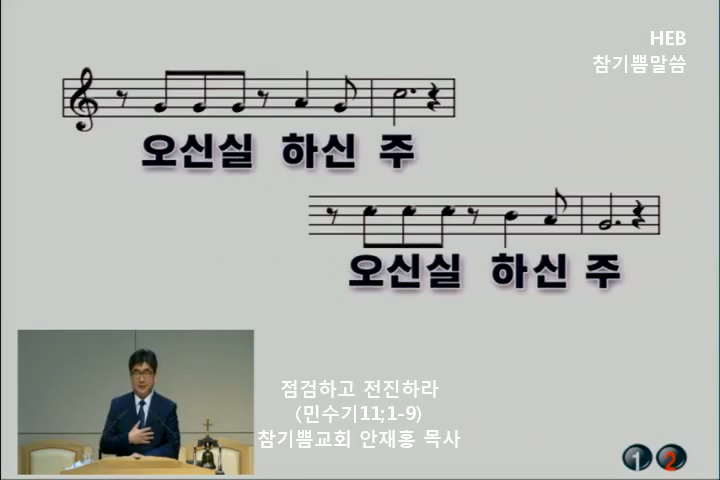 HEB
참기쁨말씀
오신실 하신 주
오신실 하신 주
점검하고 전진하라
(민수기11;1-9)
참기쁨교회 안재홍 목사
1 2